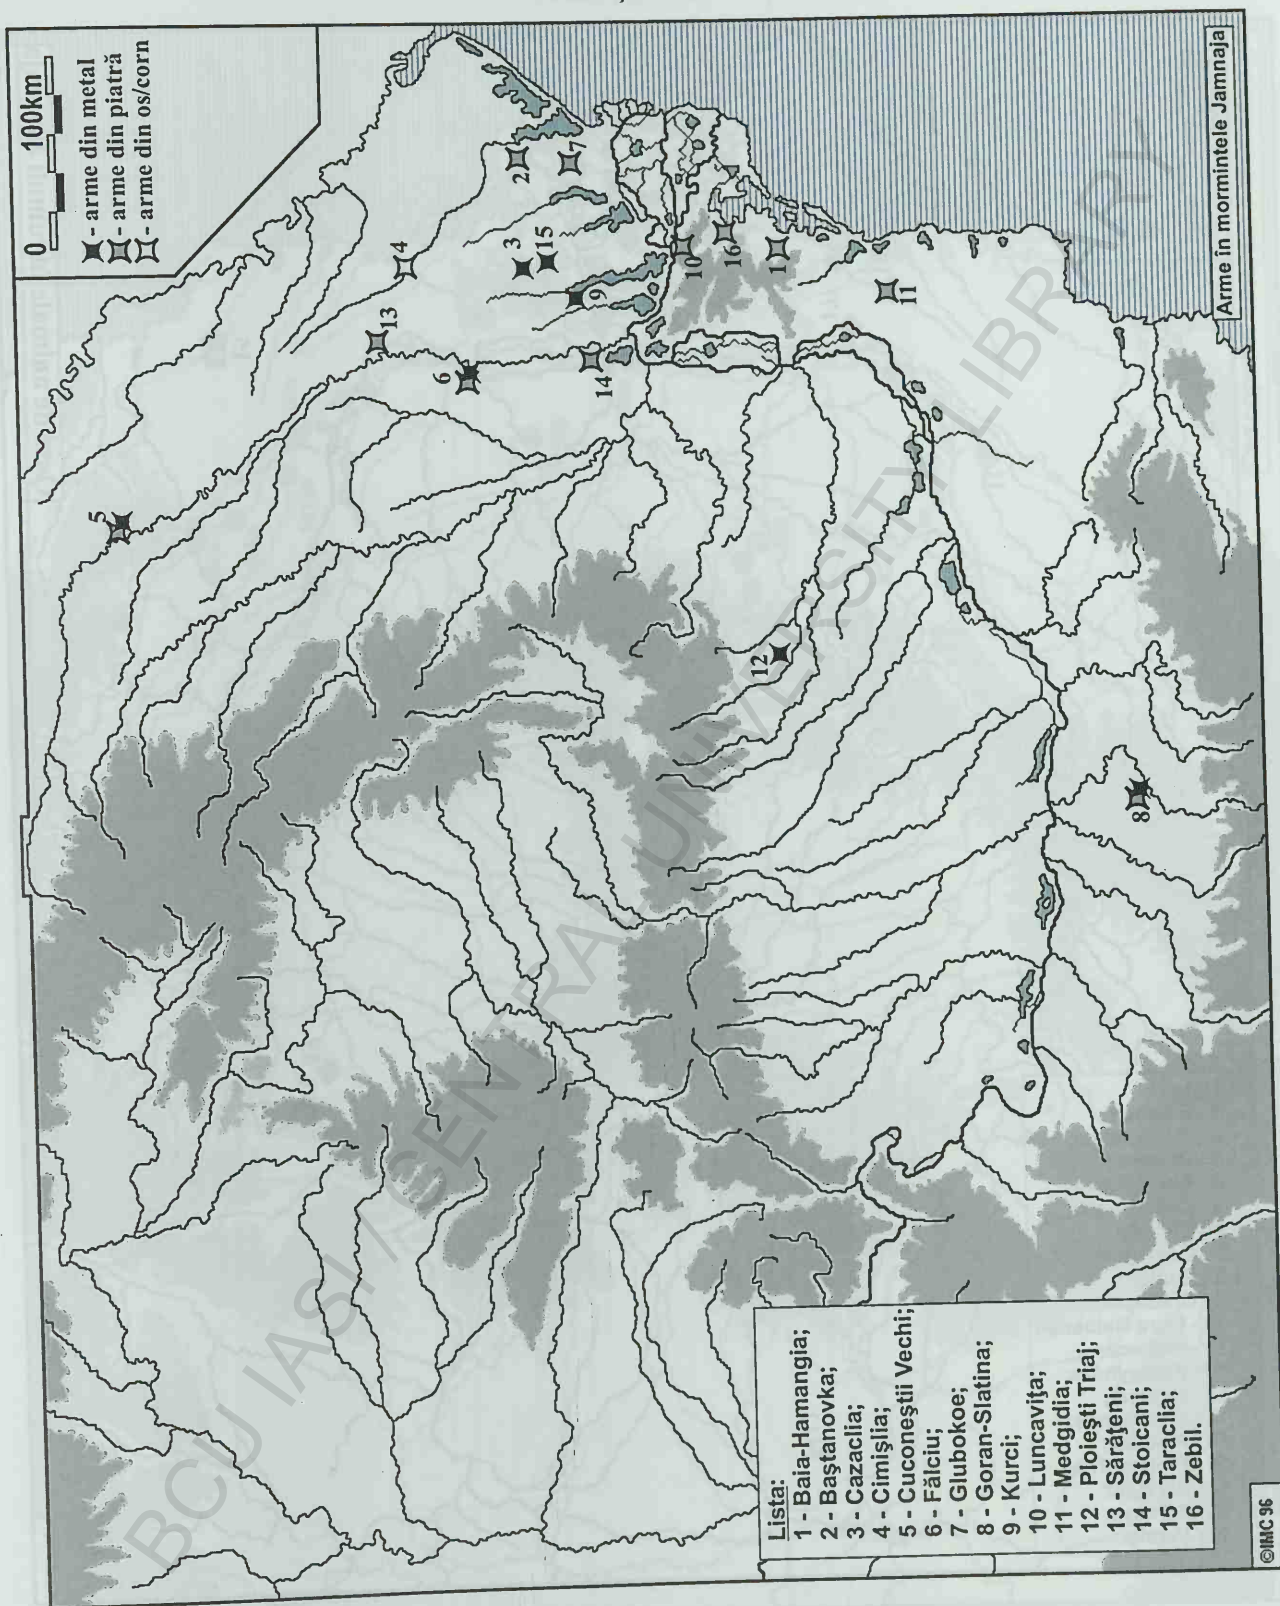 0 100km
- arme din metal
- arme din piatră
- arme din os/corn
5
4
13
6
2
7
3
15
9
14
10
16
1
11
12
8
Arme în mormintele Jamnaja
BCU IASI / CENTRAL UNIVERSITY LIBRARY
Lista:
1 - Baia-Hamangia;
2 - Baştanovka;
3 - Cazaclia;
4 - Cimişlia;
5 - Cuconeştii Vechi;
6 - Fălciu;
7 - Glubokoe;
8 - Goran-Slatina;
9 - Kurci;
10 - Luncaviţa;
11 - Medgidia;
12 - Ploieşti Triaj;
13 - Sărăţeni;
14 - Stoicani;
15 - Taraclia;
16 - Zebil.
©IMC 96